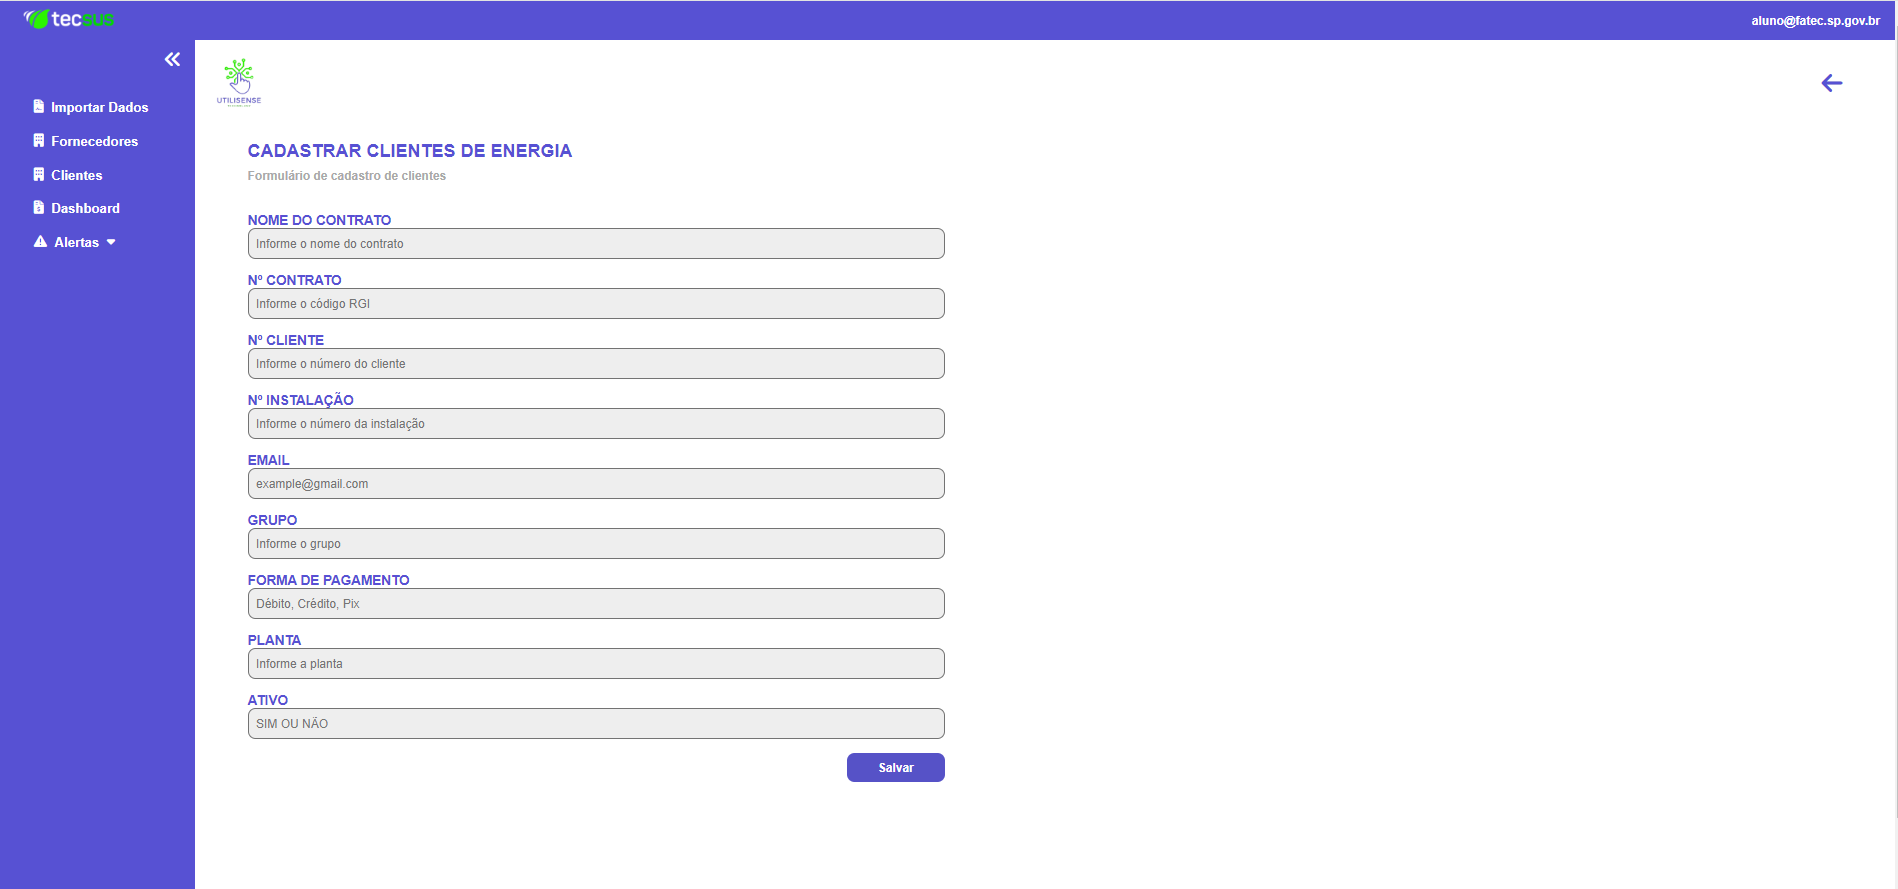 tecsus
aluno@fatec.sp.gov.br
Importar Dados
Fornecedores
Clientes
Dashboard
Alertas
UTILISENSE
CADASTRAR CLIENTES DE ENERGIA
Formulário de cadastro de clientes
NOME DO CONTRATO
Informe o nome do contrato
Nº CONTRATO
Informe o código RGI
Nº CLIENTE
Informe o número do cliente
Nº INSTALAÇÃO
Informe o número da instalação
EMAIL
example@gmail.com
GRUPO
Informe o grupo
FORMA DE PAGAMENTO
Débito, Crédito, Pix
PLANTA
Informe a planta
ATIVO
SIM OU NÃO
Salvar